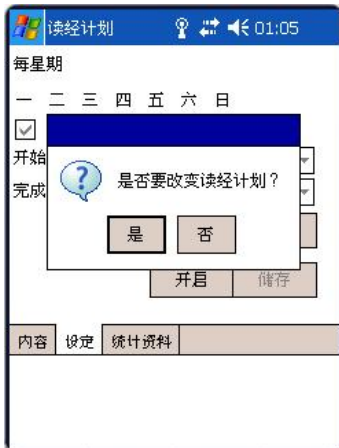 读经计划 01:05
每星期
一 二 三 四 五 六 日
开始
完成
是否要改变读经计划？
是 否
开启 储存
内容 设定 统计资料